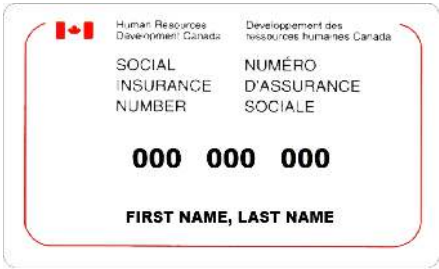 Human Resources Development Canada
Développement des ressources humaines Canada
SOCIAL INSURANCE NUMBER
NUMÉRO D'ASSURANCE SOCIALE
000 000 000
FIRST NAME, LAST NAME